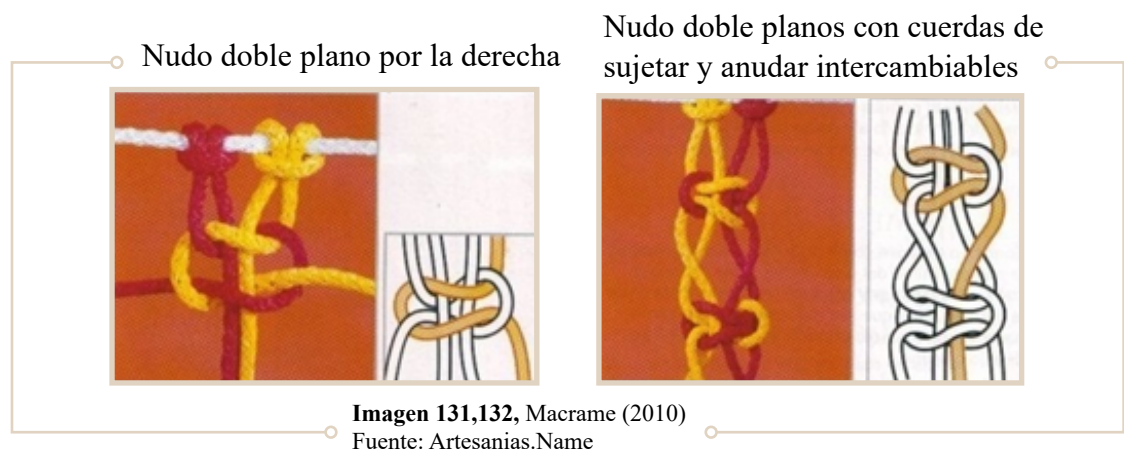 Nudo doble plano por la derecha
Nudo doble planos con cuerdas de
sujetar y anudar intercambiables
Imagen 131,132, Macrame (2010)
Fuente: Artesanias.Name